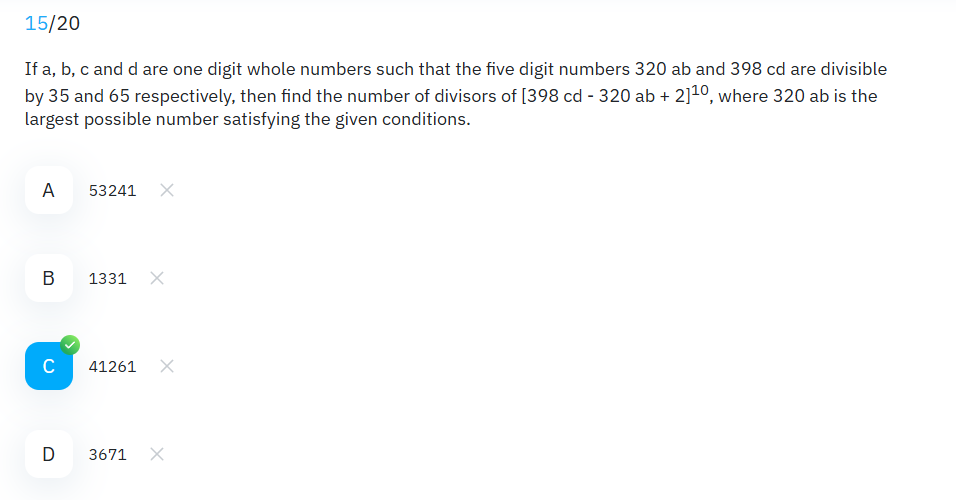 15/20
If a, b, c and d are one digit whole numbers such that the five digit numbers 320 ab and 398 cd are divisible
by 35 and 65 respectively, then find the number of divisors of [398 cd - 320 ab + 2]¹⁰, where 320 ab is the
largest possible number satisfying the given conditions.
A 53241
B 1331
C 41261
D 3671